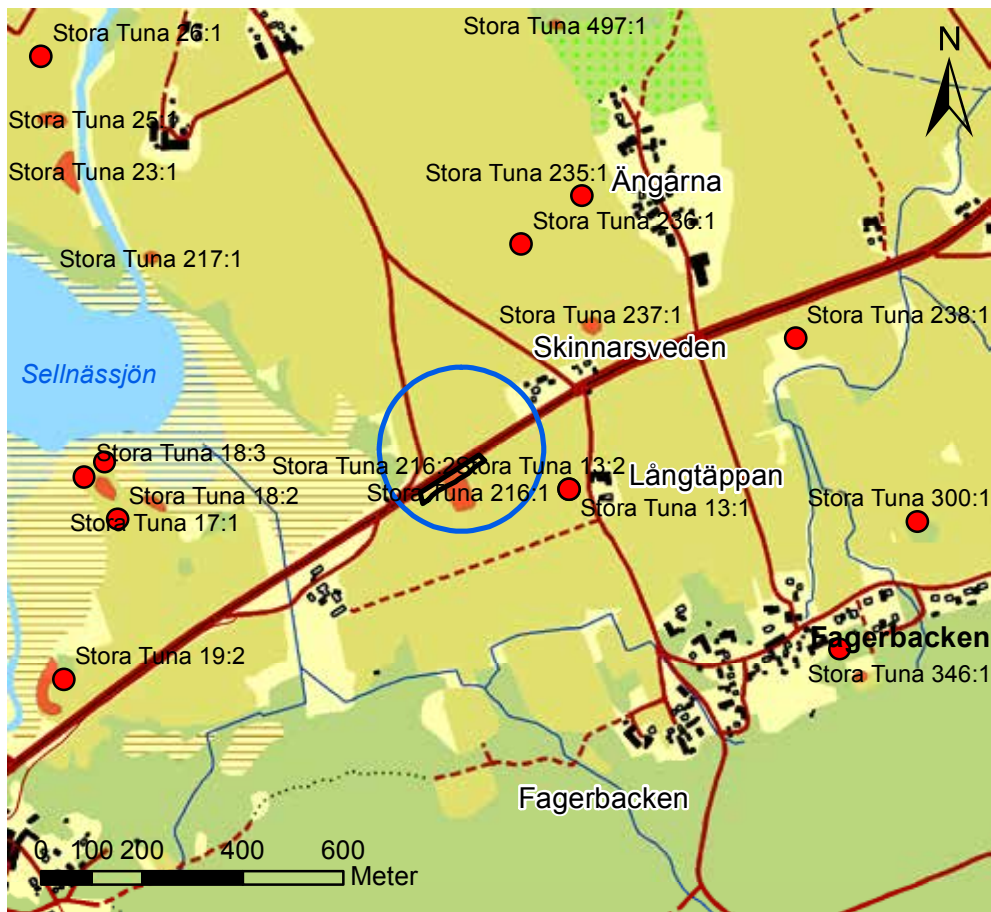 Stora Tuna 26:1
Stora Tuna 497:1
N
Stora Tuna 25:1
Stora Tuna 23:1
Stora Tuna 235:1
Ängarna
Stora Tuna 236:1
Stora Tuna 217:1
Stora Tuna 237:1
Stora Tuna 238:1
Skinnarsveden
Sellnässjön
Stora Tuna 18:3
Stora Tuna 216:2
Stora Tuna 13:2
Långtäppan
Stora Tuna 18:2
Stora Tuna 216:1
Stora Tuna 300:1
Stora Tuna 17:1
Stora Tuna 13:1
Fagerbacken
Stora Tuna 19:2
Stora Tuna 346:1
Fagerbacken
0 100 200 400 600
Meter